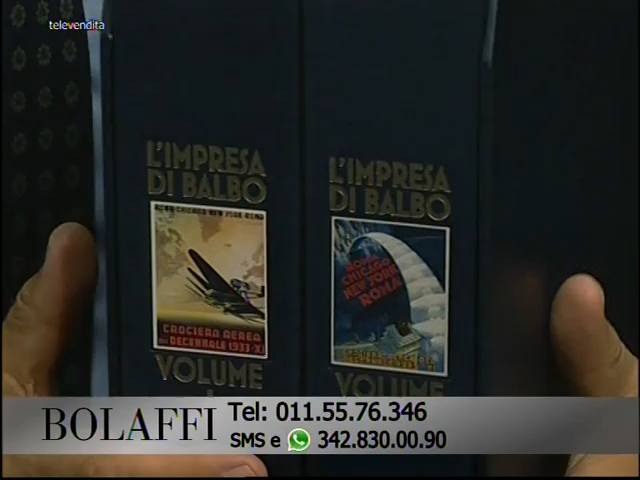 televendita
L'IMPRESA
DI BALBO
ROMA·CHICAGO·NEW YORK·ROMA
CROCIERA AEREA
DEL DECENNALE 1933·XI
VOLUME
L'IMPRESA
DI BALBO
ROMA
CHICAGO
NEW YORK
ROMA
VOLUME
BOLAFFI
Tel: 011.55.76.346
SMS e 342.830.00.90